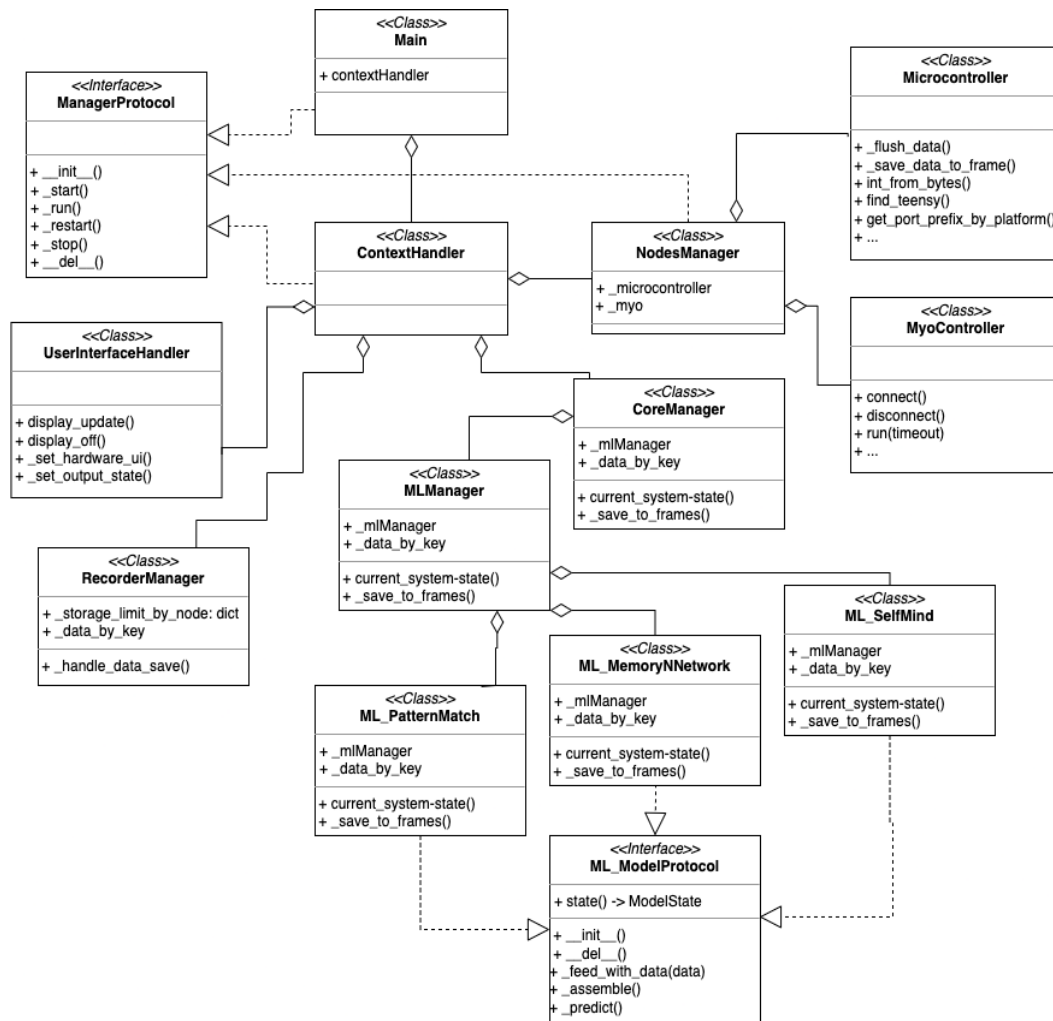 <<Class>>
Main
+ contextHandler
<<Interface>>
ManagerProtocol
+ __init__()
+ _start()
+ _run()
+ _restart()
+ _stop()
+ __del__()
<<Class>>
Microcontroller
+ _flush_data()
+ _save_data_to_frame()
+ int_from_bytes()
+ find_teensy()
+ get_port_prefix_by_platform()
+ ...
<<Class>>
ContextHandler
<<Class>>
NodesManager
+ _microcontroller
+ _myo
<<Class>>
MyoController
+ connect()
+ disconnect()
+ run(timeout)
+ ...
<<Class>>
UserInterfaceHandler
+ display_update()
+ display_off()
+ _set_hardware_ui()
+ _set_output_state()
<<Class>>
CoreManager
+ _mlManager
+ _data_by_key
+ current_system-state()
+ _save_to_frames()
<<Class>>
MLManager
+ _mlManager
+ _data_by_key
+ current_system-state()
+ _save_to_frames()
<<Class>>
RecorderManager
+ _storage_limit_by_node: dict
+ _data_by_key
+ _handle_data_save()
<<Class>>
ML_SelfMind
+ _mlManager
+ _data_by_key
+ current_system-state()
+ _save_to_frames()
<<Class>>
ML_MemoryNNetwork
+ _mlManager
+ _data_by_key
+ current_system-state()
+ _save_to_frames()
<<Class>>
ML_PatternMatch
+ _mlManager
+ _data_by_key
+ current_system-state()
+ _save_to_frames()
<<Interface>>
ML_ModelProtocol
+ state() -> ModelState
+ __init__()
+ __del__()
+ _feed_with_data(data)
+ _assemble()
+ _predict()